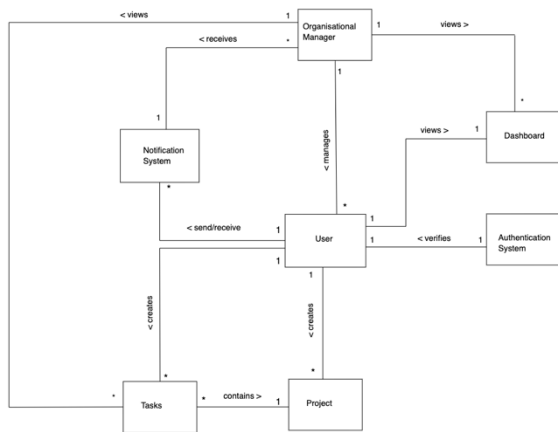 < views
1
Organisational
Manager
1
views >
< receives
*
1
*
1
Notification
System
*
< manages
views >
1
Dashboard
*
< send/receive
1
User
1
1
< verifies
1
Authentication
System
1
1
< creates
< creates
*
*
*
Tasks
*
contains >
1
Project